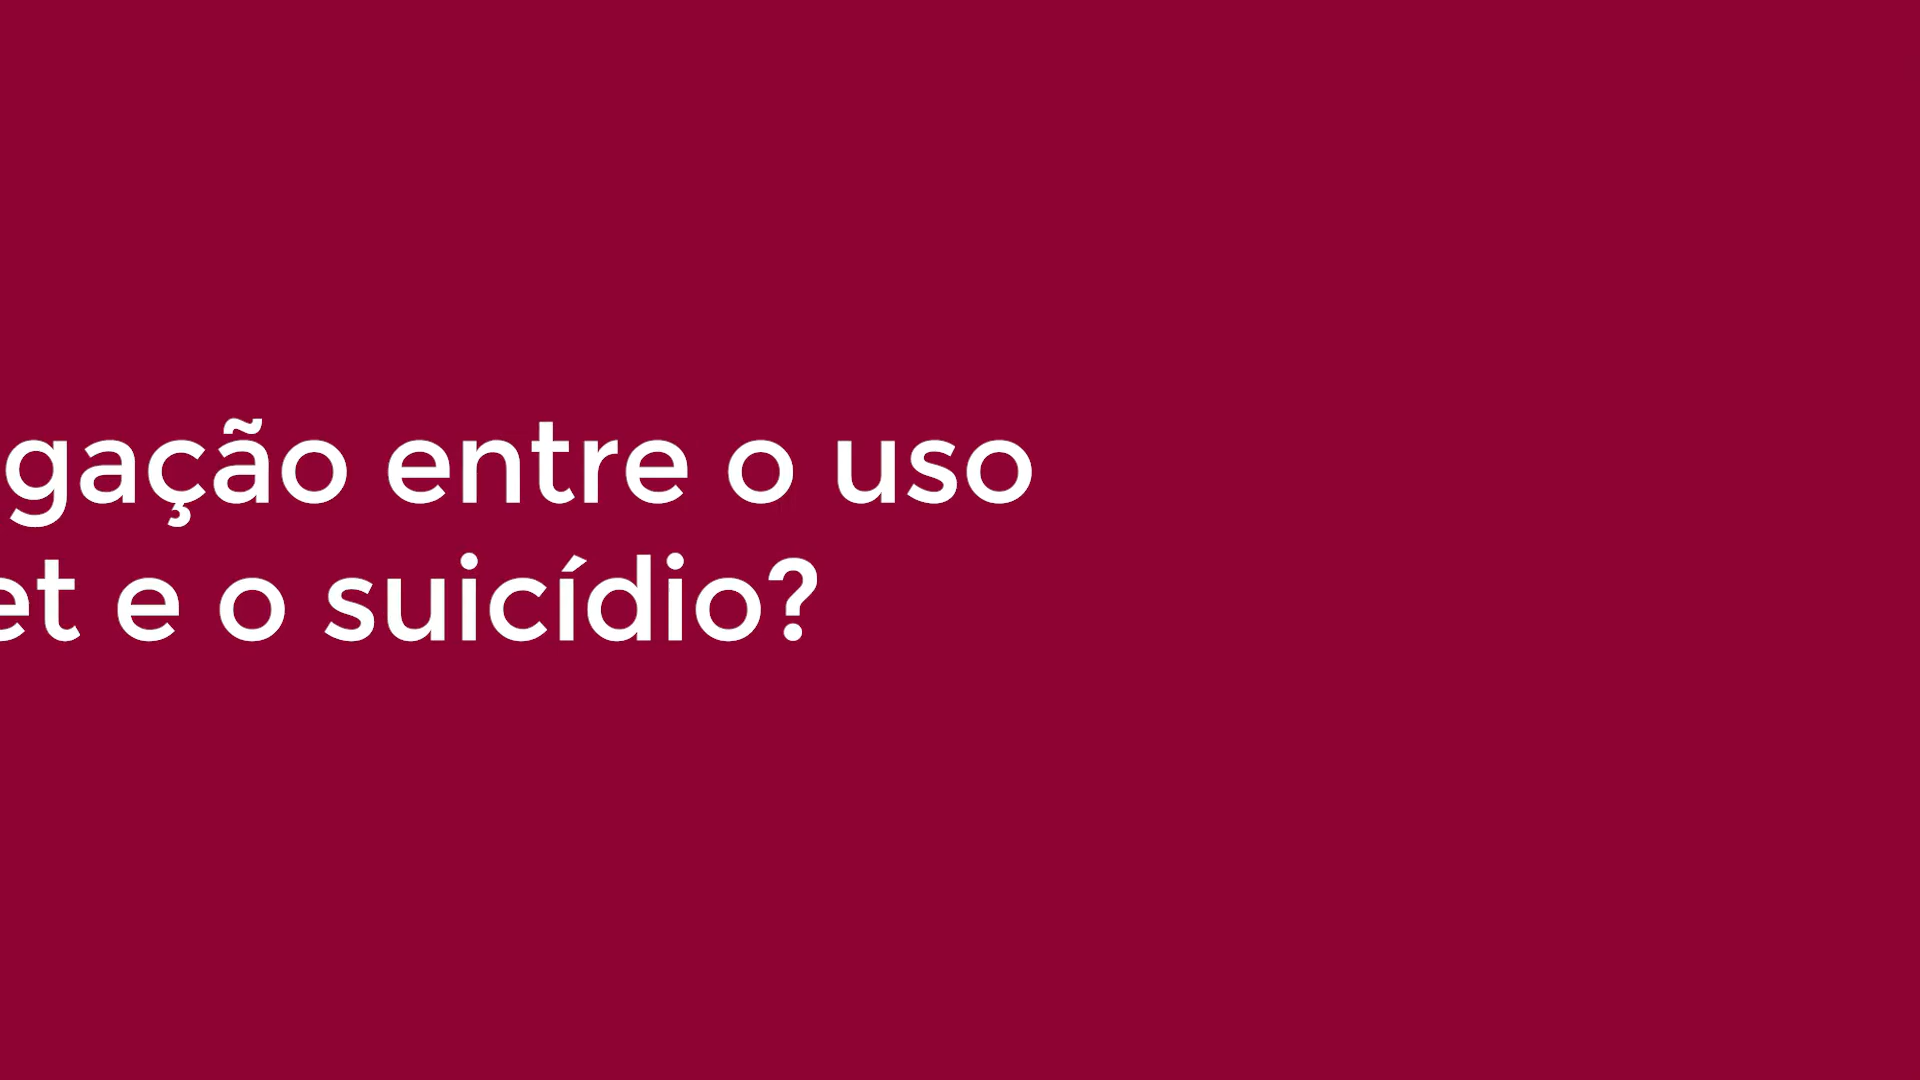 gação entre o uso
et e o suicídio?